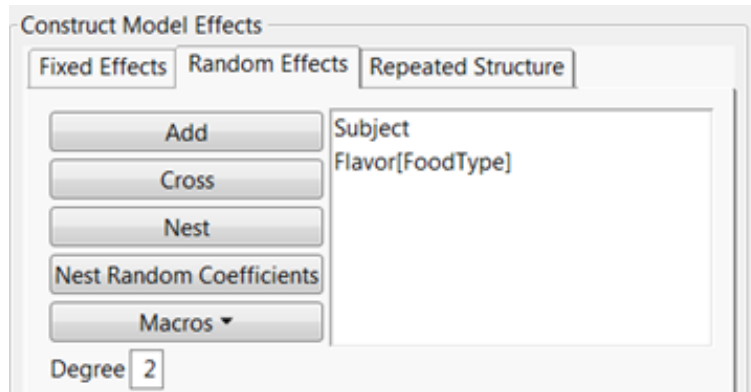 Construct Model Effects
Fixed Effects Random Effects Repeated Structure
Add
Cross
Nest
Nest Random Coefficients
Macros
Degree 2
Subject
Flavor[FoodType]